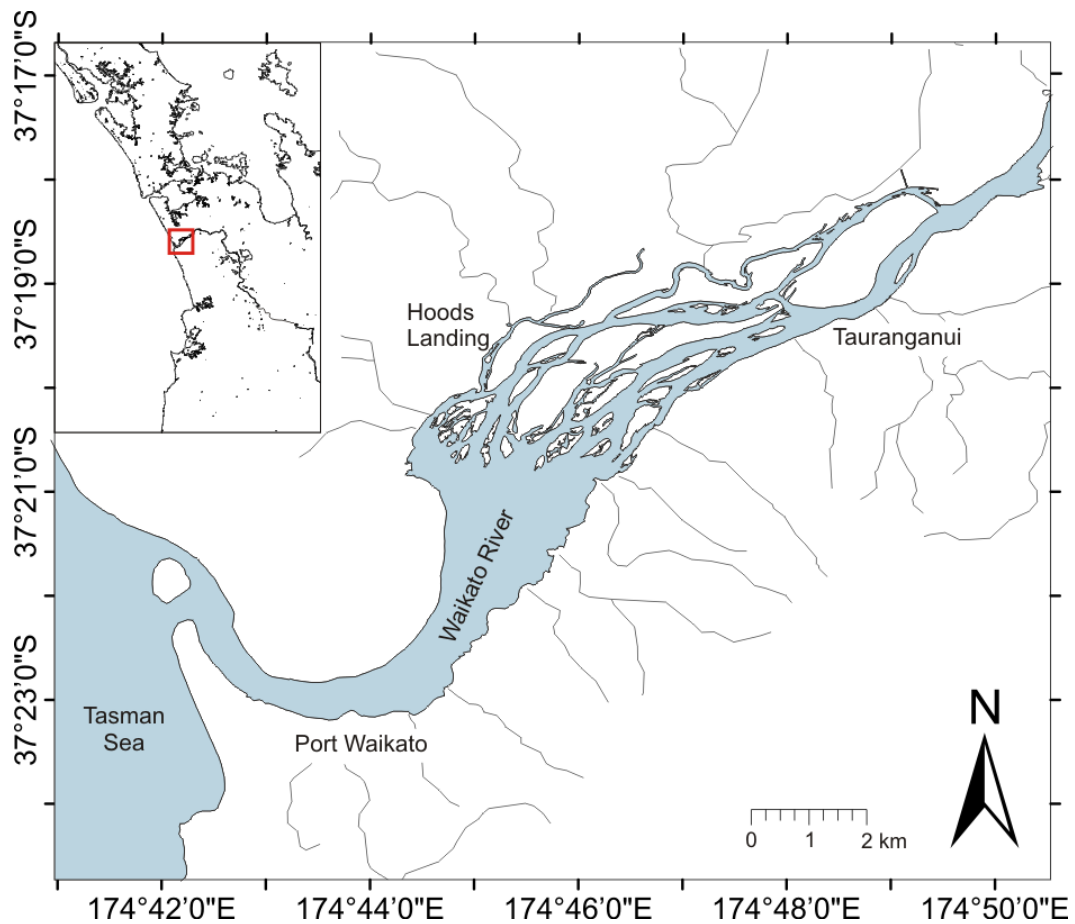 37°17'0"S
37°19'0"S
37°21'0"S
37°23'0"S
Hoods
Landing
Tauranganui
Waikato River
Tasman
Sea
Port Waikato
N
0 1 2 km
174°42'0"E 174°44'0"E 174°46'0"E 174°48'0"E 174°50'0"E